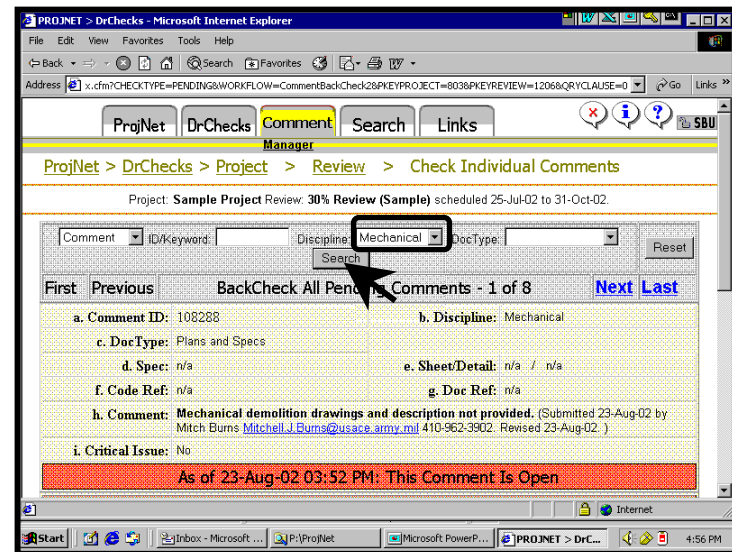 PROJNET > DrChecks - Microsoft Internet Explorer
File Edit View Favorites Tools Help
Back Search Favorites
Address x.cfm?CHECKTYPE=PENDING&WORKFLOW=CommentBackCheck2&PKEYPROJECT=803&PKEYREVIEW=1206&QRYCLAUSE=0 Go Links »
ProjNet DrChecks Comment Search Links SBU
Manager
ProjNet > DrChecks > Project > Review > Check Individual Comments
Project: Sample Project Review: 30% Review (Sample) scheduled 25-Jul-02 to 31-Oct-02.
Comment ID/Keyword: Discipline: Mechanical DocType: Reset
Search
First Previous BackCheck All Pending Comments - 1 of 8 Next Last
a. Comment ID: 108288 b. Discipline: Mechanical
c. DocType: Plans and Specs
d. Spec: n/a e. Sheet/Detail: n/a / n/a
f. Code Ref: n/a g. Doc Ref: n/a
h. Comment: Mechanical demolition drawings and description not provided. (Submitted 23-Aug-02 by
Mitch Burns Mitchell.J.Burns@usace.army.mil 410-962-3902. Revised 23-Aug-02. )
i. Critical Issue: No
As of 23-Aug-02 03:52 PM: This Comment Is Open
Internet
Start Inbox - Microsoft ... P:\ProjNet Microsoft PowerP... PROJNET > DrC... 4:56 PM